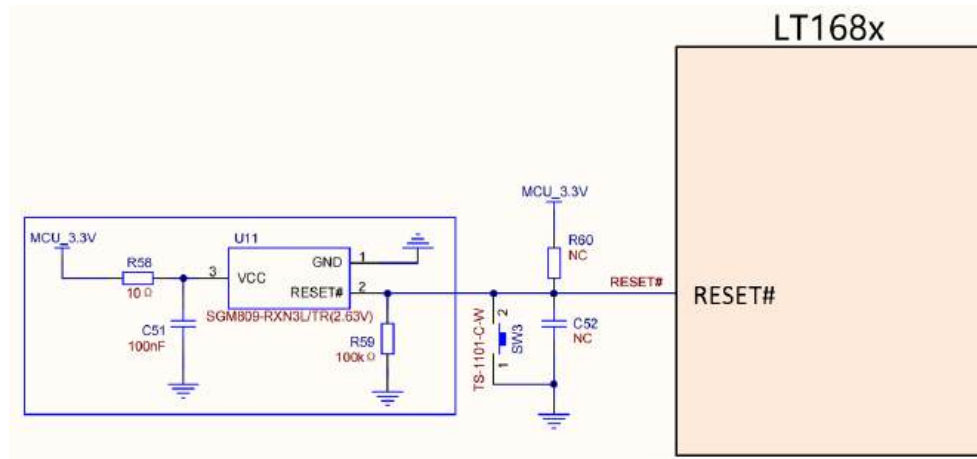 LT168x
MCU_3.3V
R60
NC
RESET#
RESET#
MCU_3.3V
R58
10Ω
C51
100nF
U11
3
VCC
GND
1
RESET#
2
SGM809-RXN3L/TR(2.63V)
R59
100kΩ
TS-1101-C-W
2
1
SW3
C52
NC